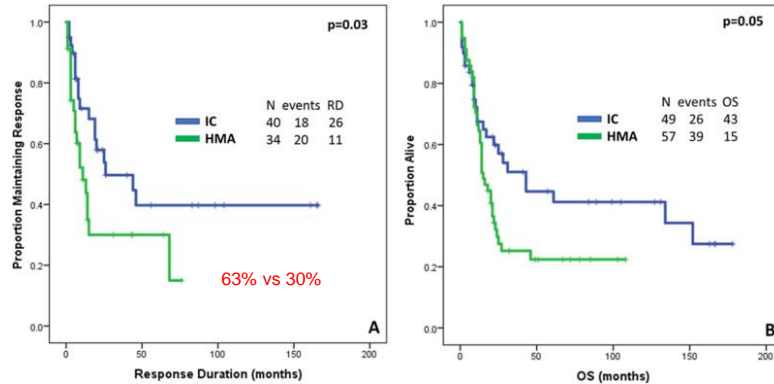 p=0.03
N events RD
IC 40 18 26
HMA 34 20 11
63% vs 30%
A
1.0
0.8
0.6
0.4
0.2
0.0
Proportion Maintaining Response
0 50 100 150 200
Response Duration (months)
p=0.05
N events OS
IC 49 26 43
HMA 57 39 15
B
1.0
0.8
0.6
0.4
0.2
0.0
Proportion Alive
0 50 100 150 200
OS (months)